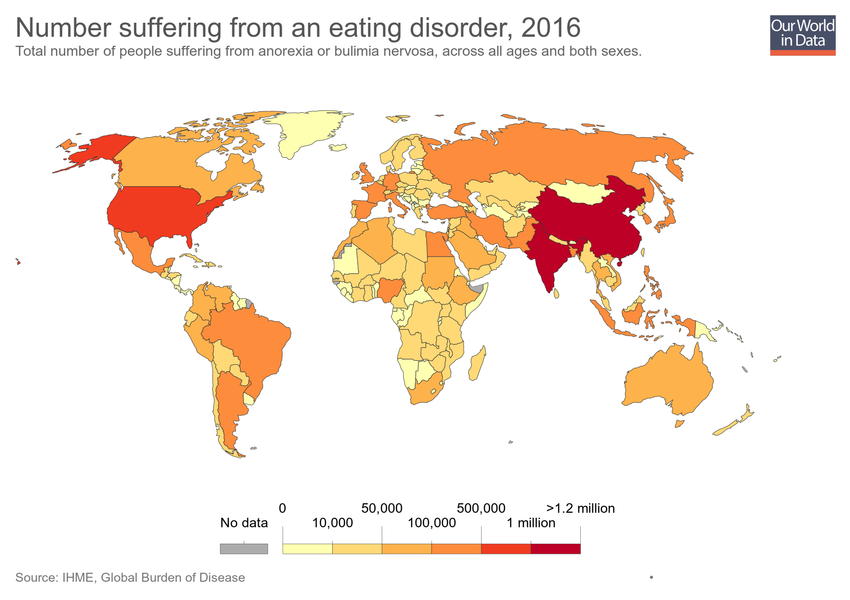 Number suffering from an eating disorder, 2016
Total number of people suffering from anorexia or bulimia nervosa, across all ages and both sexes.
Our World
in Data
0 50,000 500,000 >1.2 million
No data 10,000 100,000 1 million
Source: IHME, Global Burden of Disease